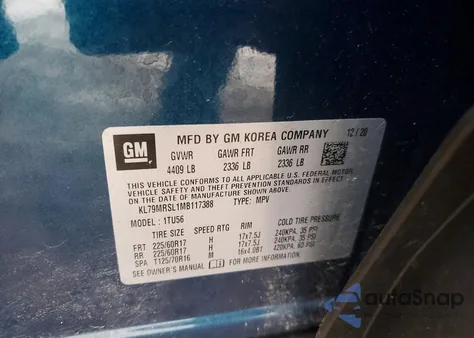 GM
MFD BY GM KOREA COMPANY 12/20
GVWR GAWR FRT GAWR RR
4409 LB 2336 LB 2336 LB
THIS VEHICLE CONFORMS TO ALL APPLICABLE U.S. FEDERAL MOTOR
VEHICLE SAFETY AND THEFT PREVENTION STANDARDS IN EFFECT
ON THE DATE OF MANUFACTURE SHOWN ABOVE.
KL79MRSL1MB117388 TYPE: MPV
MODEL: 1TU56
TIRE SIZE SPEED RTG RIM COLD TIRE PRESSURE
FRT 225/60R17 H 17x7.5J 240KPA, 35 PSI
RR 225/60R17 H 17x7.5J 240KPA, 35 PSI
SPA T125/70R16 M 16x4.0BT 420KPA, 60 PSI
SEE OWNER'S MANUAL FOR MORE INFORMATION.
autoSnap